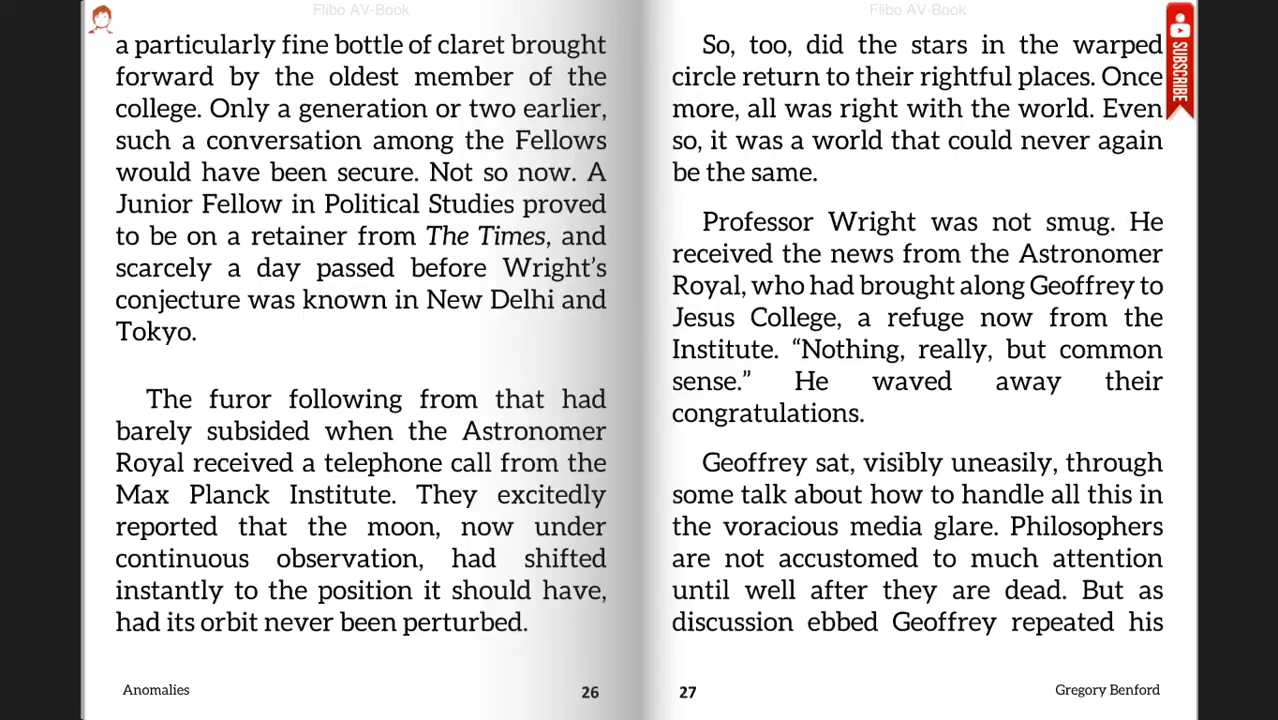 Flibo AV-Book
a particularly fine bottle of claret brought
forward by the oldest member of the
college. Only a generation or two earlier,
such a conversation among the Fellows
would have been secure. Not so now. A
Junior Fellow in Political Studies proved
to be on a retainer from The Times, and
scarcely a day passed before Wright’s
conjecture was known in New Delhi and
Tokyo.
The furor following from that had
barely subsided when the Astronomer
Royal received a telephone call from the
Max Planck Institute. They excitedly
reported that the moon, now under
continuous observation, had shifted
instantly to the position it should have,
had its orbit never been perturbed.
Anomalies
26
Flibo AV-Book
So, too, did the stars in the warped
circle return to their rightful places. Once
more, all was right with the world. Even
so, it was a world that could never again
be the same.
Professor Wright was not smug. He
received the news from the Astronomer
Royal, who had brought along Geoffrey to
Jesus College, a refuge now from the
Institute. “Nothing, really, but common
sense.” He waved away their
congratulations.
Geoffrey sat, visibly uneasily, through
some talk about how to handle all this in
the voracious media glare. Philosophers
are not accustomed to much attention
until well after they are dead. But as
discussion ebbed Geoffrey repeated his
27
Gregory Benford
SUBSCRIBE